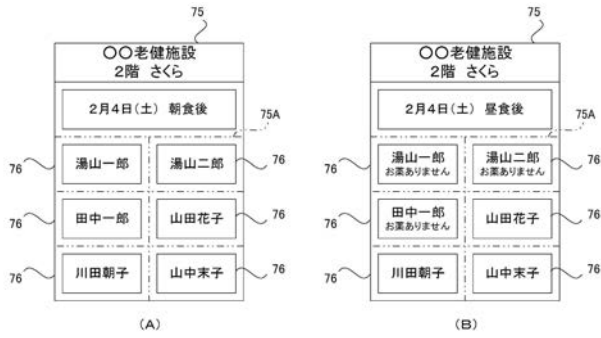 75
○○老健施設
2階 さくら
2月4日(土) 朝食後
75A
76 湯山一郎 湯山二郎 76
76 田中一郎 山田花子 76
76 川田朝子 山中末子 76
(A)
75
○○老健施設
2階 さくら
2月4日(土) 昼食後
76 湯山一郎 湯山二郎 76
お薬ありません お薬ありません
76 田中一郎 山田花子 76
お薬ありません
76 川田朝子 山中末子 76
(B)